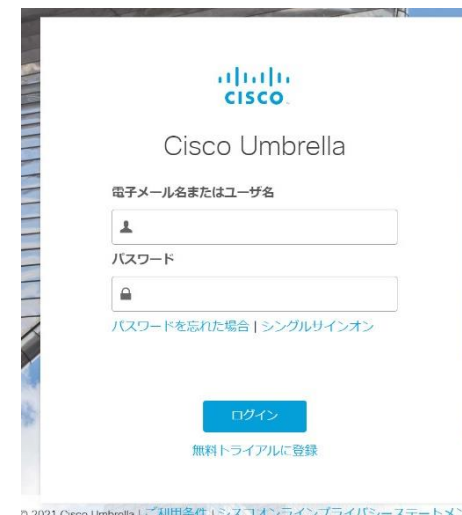 CISCO
Cisco Umbrella
電子メール名またはユーザ名
パスワード
パスワードを忘れた場合 | シングルサインオン
ログイン
無料トライアルに登録
2021 Cisco Umbrella | ご利用条件 | シスコオンラインプライバシーステートメン